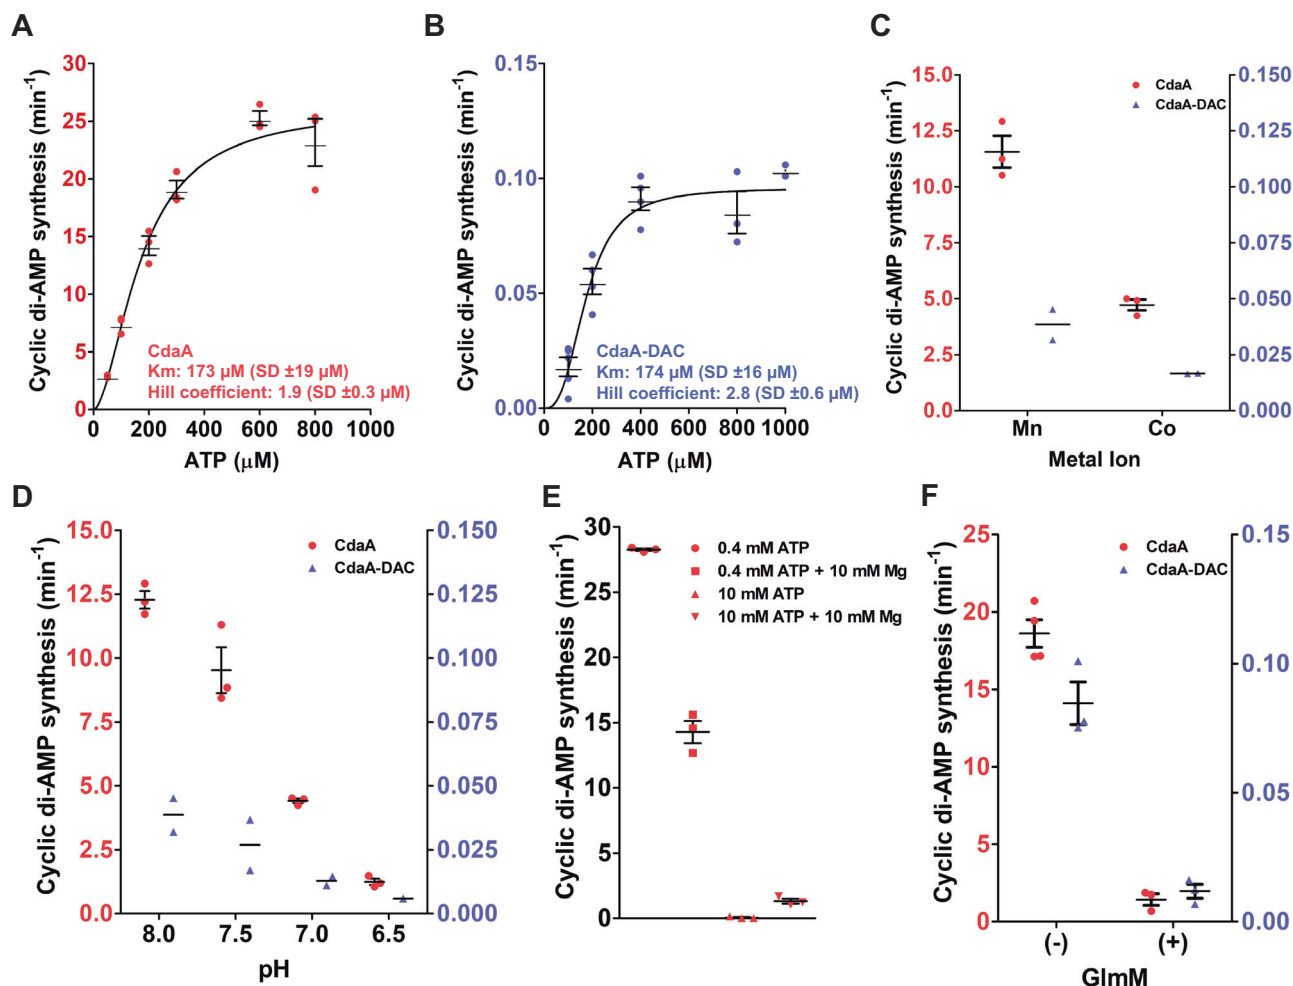 A
Cyclic di-AMP synthesis (min⁻¹)
30
25
20
15
10
5
0
CdaA
Km: 173 µM (SD ±19 µM)
Hill coefficient: 1.9 (SD ±0.3 µM)
0 200 400 600 800 1000
ATP (µM)
B
Cyclic di-AMP synthesis (min⁻¹)
0.15
0.10
0.05
0.00
CdaA-DAC
Km: 174 µM (SD ±16 µM)
Hill coefficient: 2.8 (SD ±0.6 µM)
0 200 400 600 800 1000
ATP (µM)
C
Cyclic di-AMP synthesis (min⁻¹)
15.0
12.5
10.0
7.5
5.0
2.5
0.0
CdaA
CdaA-DAC
0.150
0.125
0.100
0.075
0.050
0.025
0.000
Mn Co
Metal Ion
D
Cyclic di-AMP synthesis (min⁻¹)
15.0
12.5
10.0
7.5
5.0
2.5
0.0
CdaA
CdaA-DAC
0.150
0.125
0.100
0.075
0.050
0.025
0.000
8.0 7.5 7.0 6.5
pH
E
Cyclic di-AMP synthesis (min⁻¹)
30
25
20
15
10
5
0
0.4 mM ATP
0.4 mM ATP + 10 mM Mg
10 mM ATP
10 mM ATP + 10 mM Mg
F
Cyclic di-AMP synthesis (min⁻¹)
25
20
15
10
5
0
CdaA
CdaA-DAC
0.15
0.10
0.05
0.00
(-) (+)
GlmM